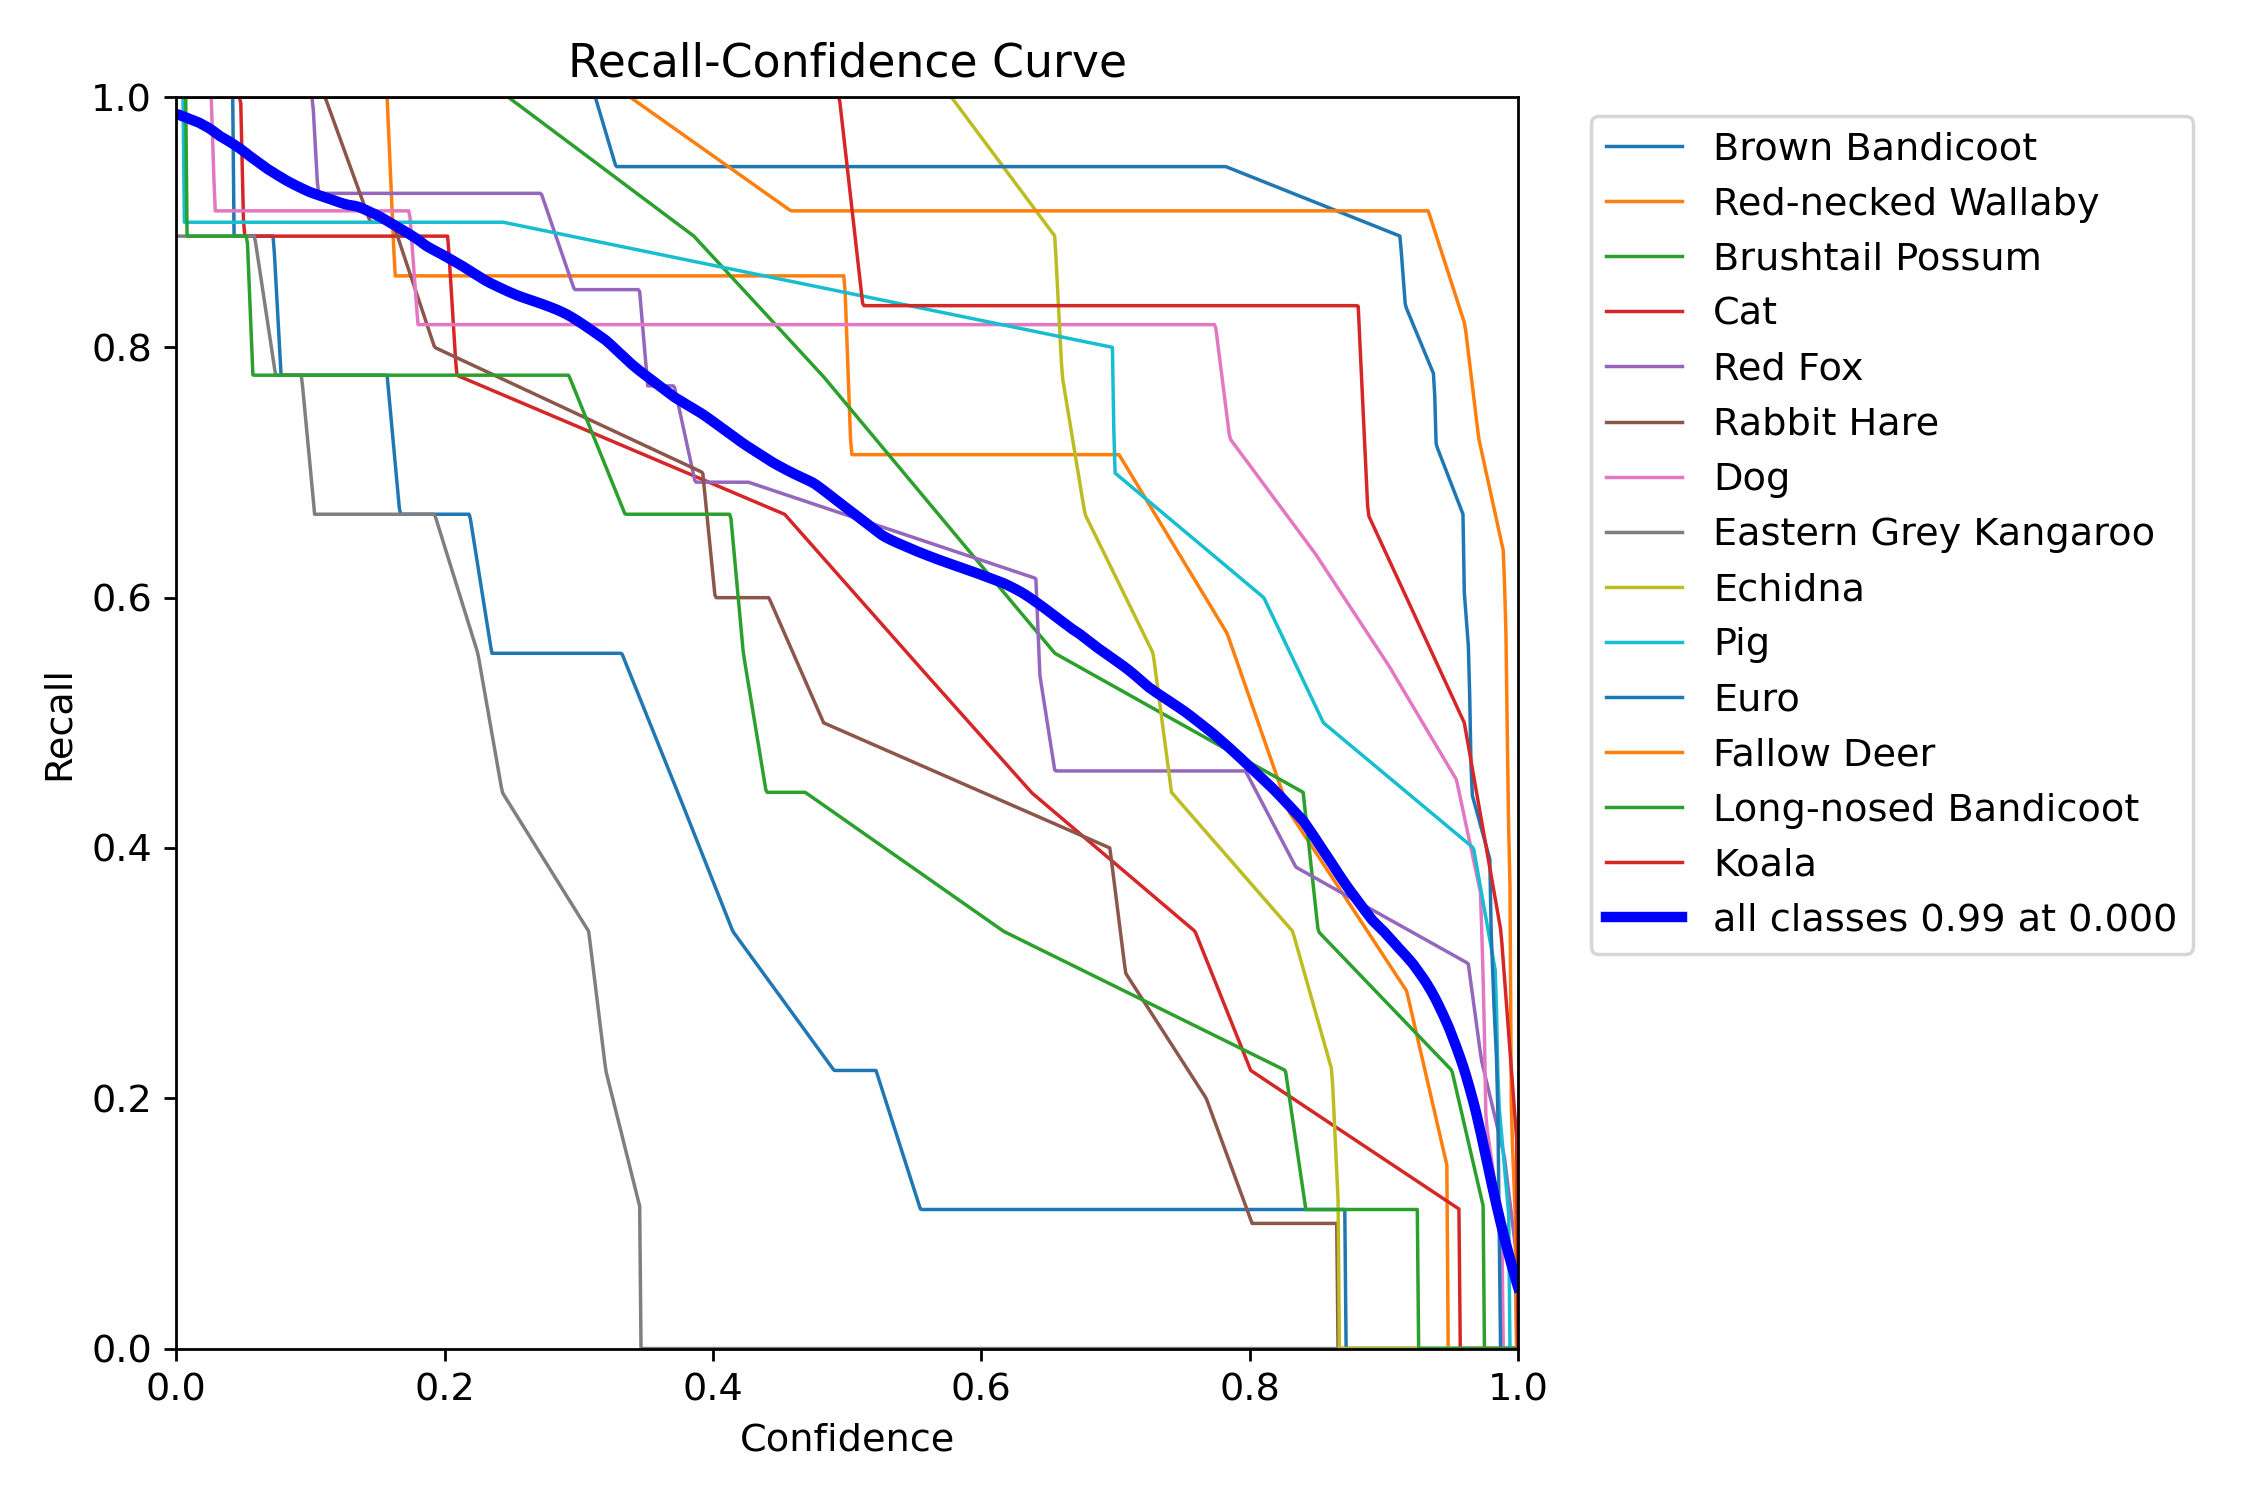 Recall-Confidence Curve
1.0
0.8
0.6
0.4
0.2
0.0
Recall
0.0 0.2 0.4 0.6 0.8 1.0
Confidence
Brown Bandicoot
Red-necked Wallaby
Brushtail Possum
Cat
Red Fox
Rabbit Hare
Dog
Eastern Grey Kangaroo
Echidna
Pig
Euro
Fallow Deer
Long-nosed Bandicoot
Koala
all classes 0.99 at 0.000